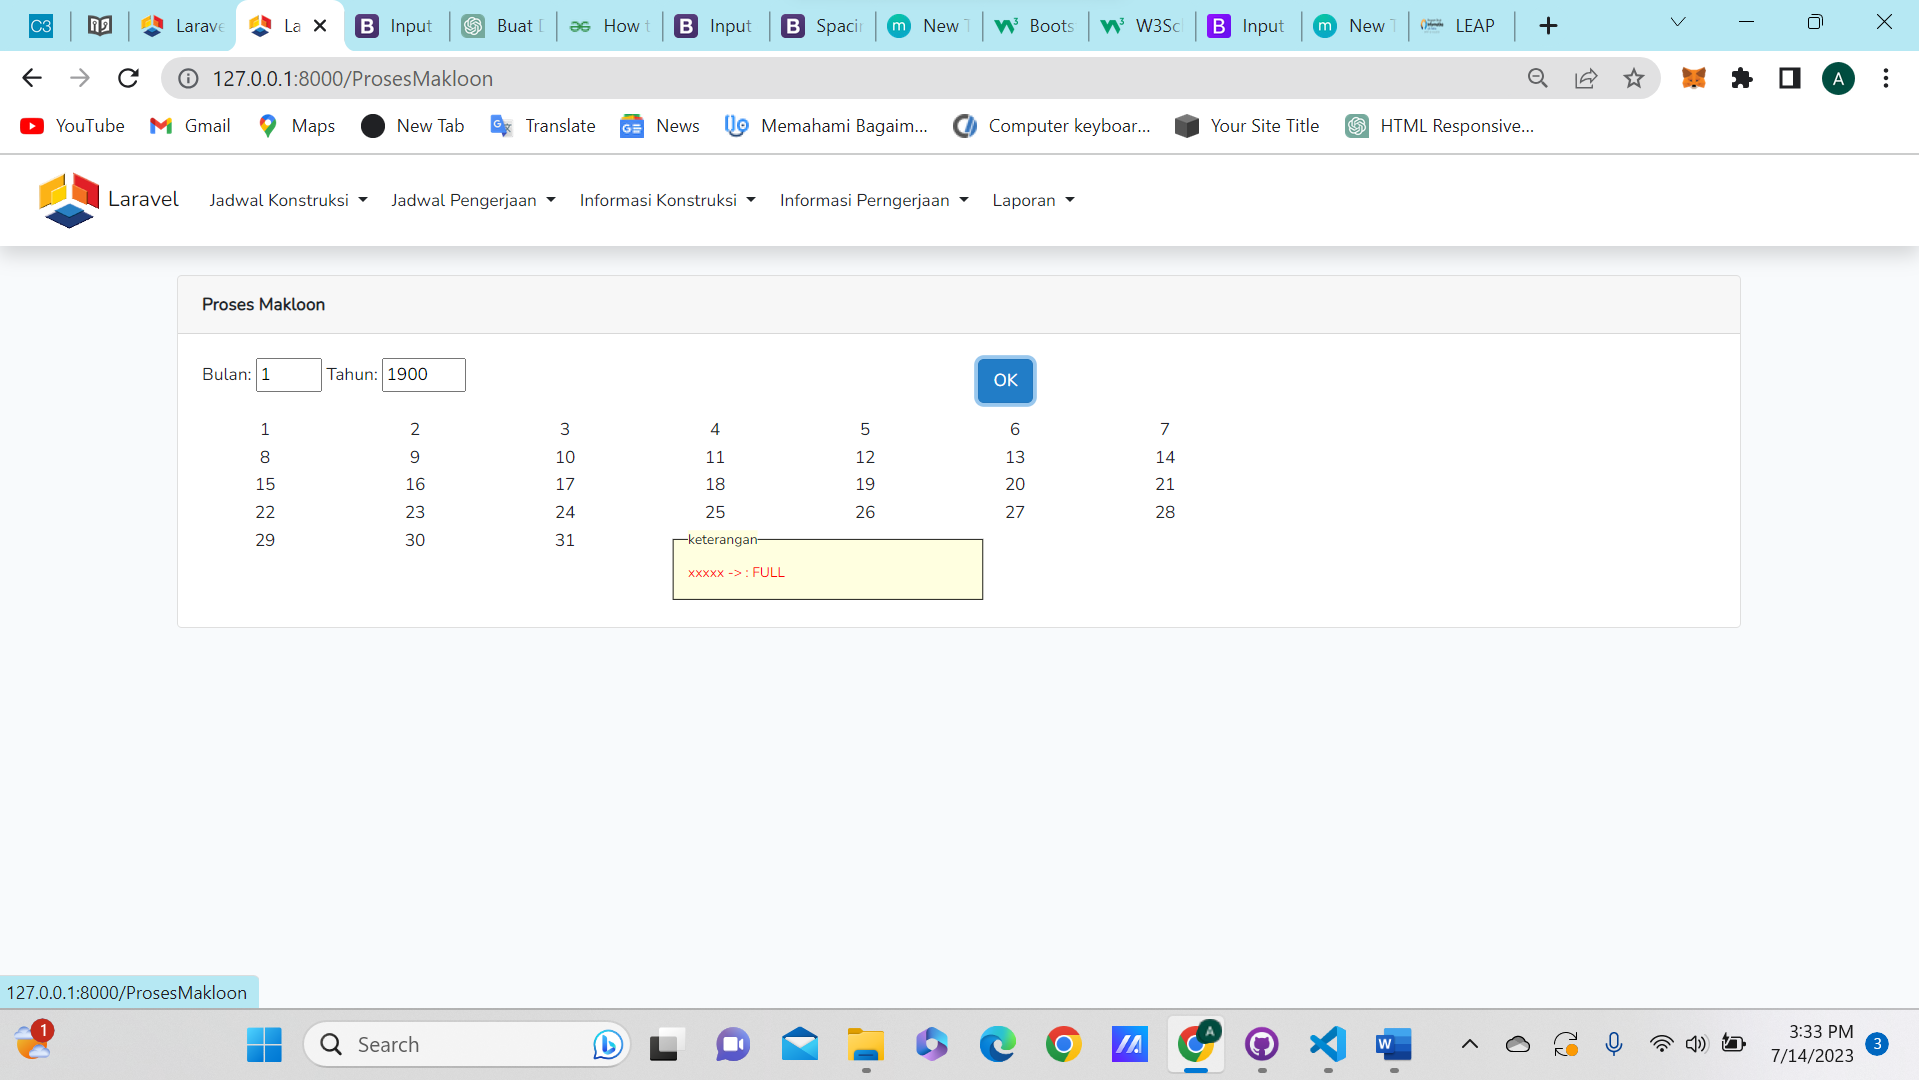 C3 Larave La Input Buat How t Input Spacin m New T Boots W3Sc Input m New T LEAP
127.0.0.1:8000/ProsesMakloon
A
YouTube Gmail Maps New Tab Translate News Memahami Bagaim... Computer keyboar... Your Site Title HTML Responsive...
Laravel Jadwal Konstruksi Jadwal Pengerjaan Informasi Konstruksi Informasi Perngerjaan Laporan
Proses Makloon
Bulan: 1 Tahun: 1900 OK
1 2 3 4 5 6 7
8 9 10 11 12 13 14
15 16 17 18 19 20 21
22 23 24 25 26 27 28
29 30 31
keterangan
xxxxx -> : FULL
127.0.0.1:8000/ProsesMakloon
1
Search
A
3:33 PM
7/14/2023
3